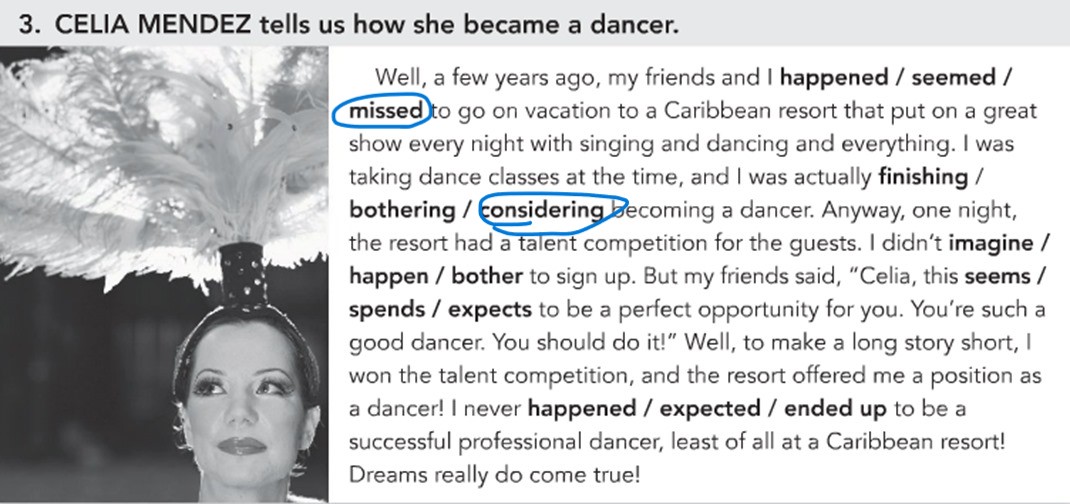 3. CELIA MENDEZ tells us how she became a dancer.
Well, a few years ago, my friends and I happened / seemed /
missed to go on vacation to a Caribbean resort that put on a great
show every night with singing and dancing and everything. I was
taking dance classes at the time, and I was actually finishing /
bothering / considering becoming a dancer. Anyway, one night,
the resort had a talent competition for the guests. I didn't imagine /
happen / bother to sign up. But my friends said, "Celia, this seems /
spends / expects to be a perfect opportunity for you. You're such a
good dancer. You should do it!" Well, to make a long story short, I
won the talent competition, and the resort offered me a position as
a dancer! I never happened / expected / ended up to be a
successful professional dancer, least of all at a Caribbean resort!
Dreams really do come true!